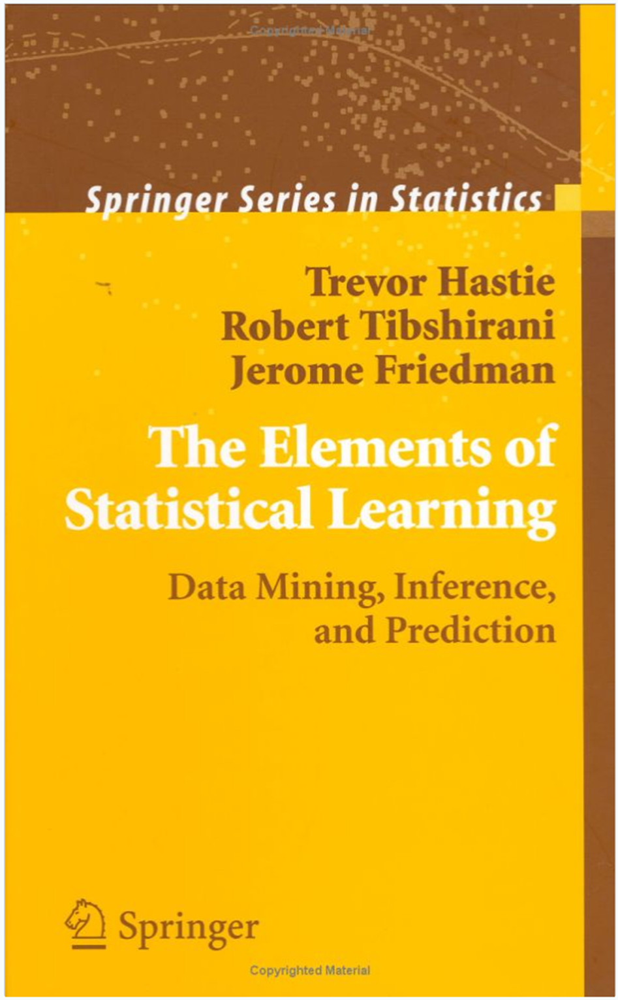 Copyrighted Material
Springer Series in Statistics
Trevor Hastie
Robert Tibshirani
Jerome Friedman
The Elements of
Statistical Learning
Data Mining, Inference,
and Prediction
Springer
Copyrighted Material